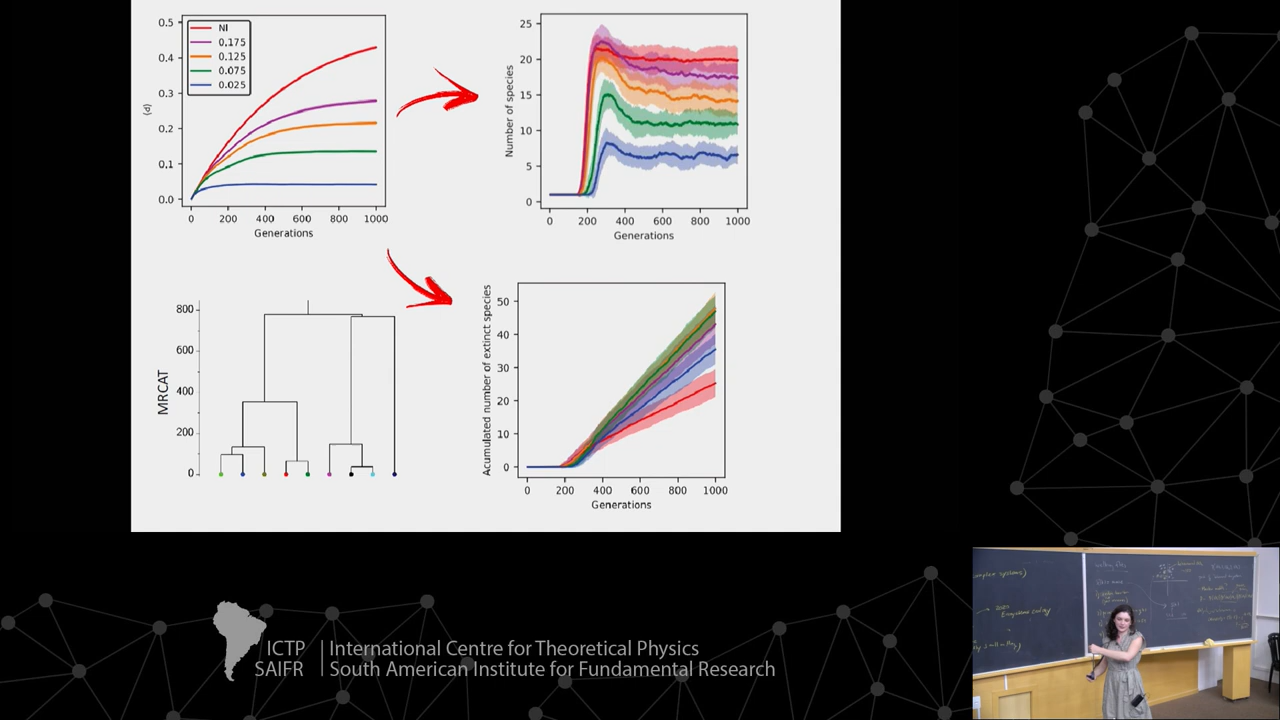 0.5
0.4
0.3
0.2
0.1
0.0
⟨d⟩
NI
0.175
0.125
0.075
0.025
0 200 400 600 800 1000
Generations
25
20
15
10
5
0
Number of species
0 200 400 600 800 1000
Generations
800
600
400
200
0
MRCAT
50
40
30
20
10
0
Acumulated number of extinct species
0 200 400 600 800 1000
Generations
ICTP
SAIFR
International Centre for Theoretical Physics
South American Institute for Fundamental Research